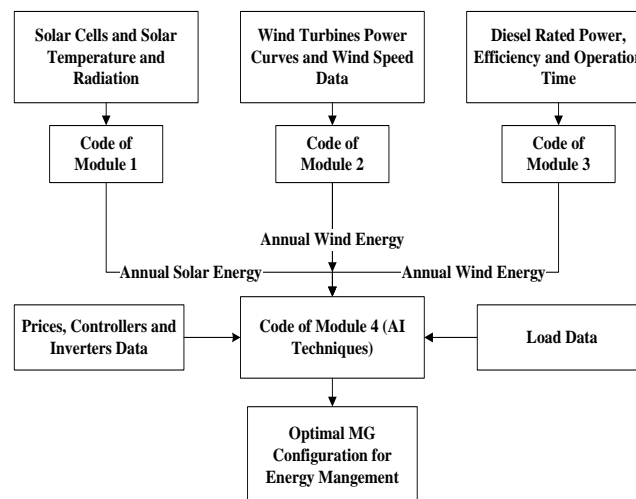 Solar Cells and Solar
Temperature and
Radiation
Wind Turbines Power
Curves and Wind Speed
Data
Diesel Rated Power,
Efficiency and Operation
Time
Code of
Module 1
Code of
Module 2
Code of
Module 3
Annual Wind Energy
Annual Solar Energy
Annual Wind Energy
Prices, Controllers and
Inverters Data
Code of Module 4 (AI
Techniques)
Load Data
Optimal MG
Configuration for
Energy Mangement